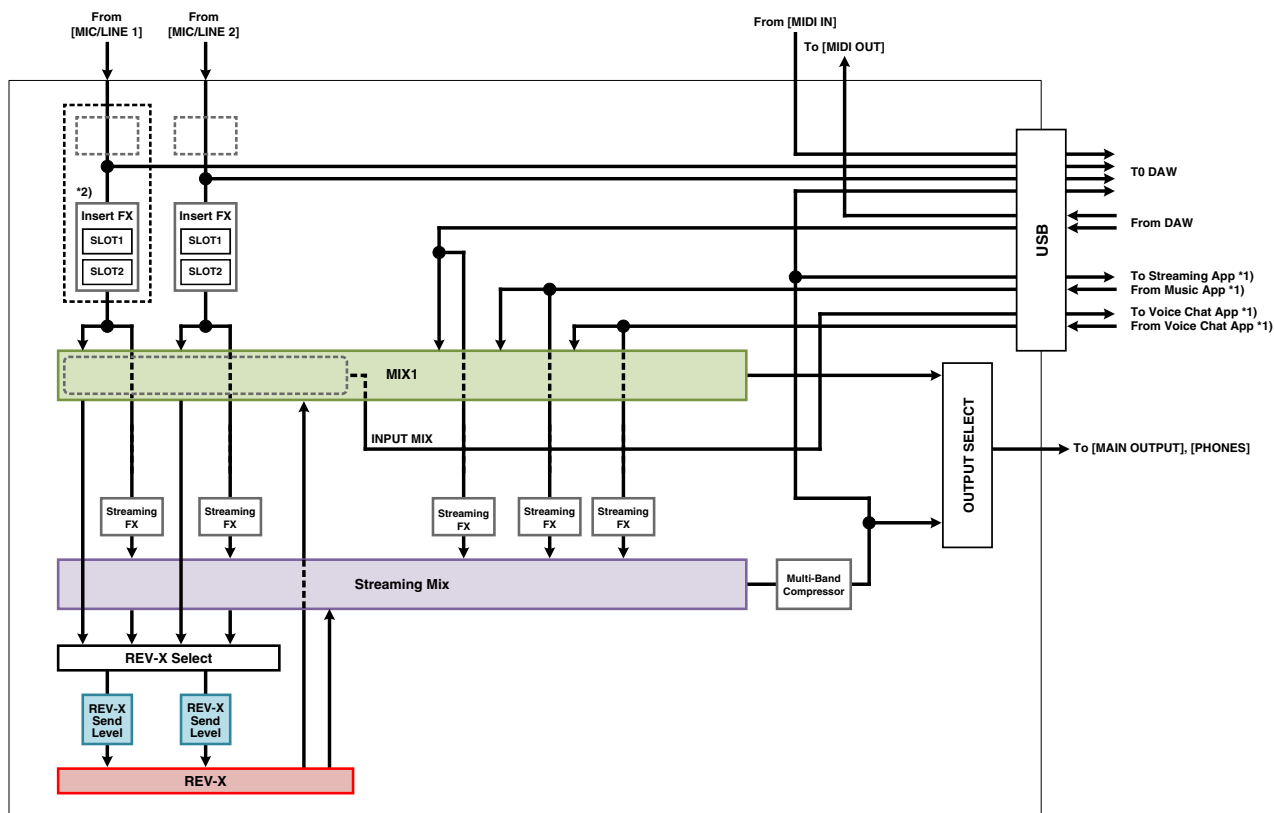 From
[MIC/LINE 1]
From
[MIC/LINE 2]
From [MIDI IN]
To [MIDI OUT]
T0 DAW
*2)
Insert FX
SLOT1
SLOT2
Insert FX
SLOT1
SLOT2
From DAW
USB
To Streaming App *1)
From Music App *1)
To Voice Chat App *1)
From Voice Chat App *1)
MIX1
INPUT MIX
OUTPUT SELECT
To [MAIN OUTPUT], [PHONES]
Streaming
FX
Streaming
FX
Streaming
FX
Streaming
FX
Streaming
FX
Streaming Mix
Multi-Band
Compressor
REV-X Select
REV-X
Send
Level
REV-X
Send
Level
REV-X